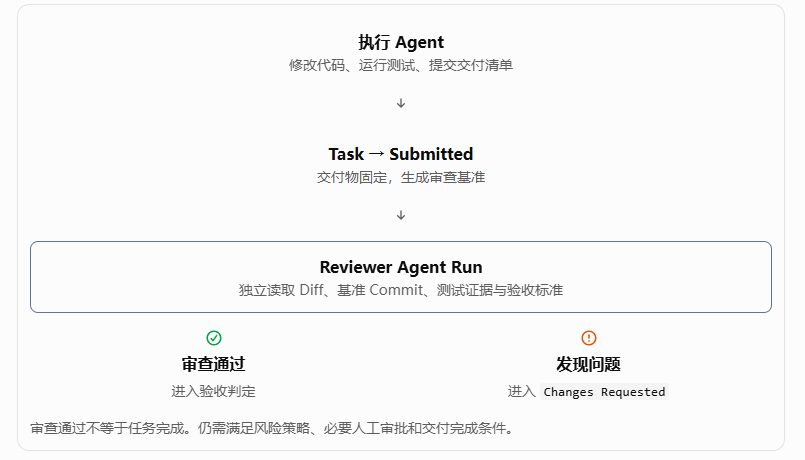 执行 Agent
修改代码、运行测试、提交交付清单
↓
Task → Submitted
交付物固定，生成审查基准
↓
Reviewer Agent Run
独立读取 Diff、基准 Commit、测试证据与验收标准
审查通过
进入验收判定
发现问题
进入 Changes Requested
审查通过不等于任务完成。仍需满足风险策略、必要人工审批和交付完成条件。